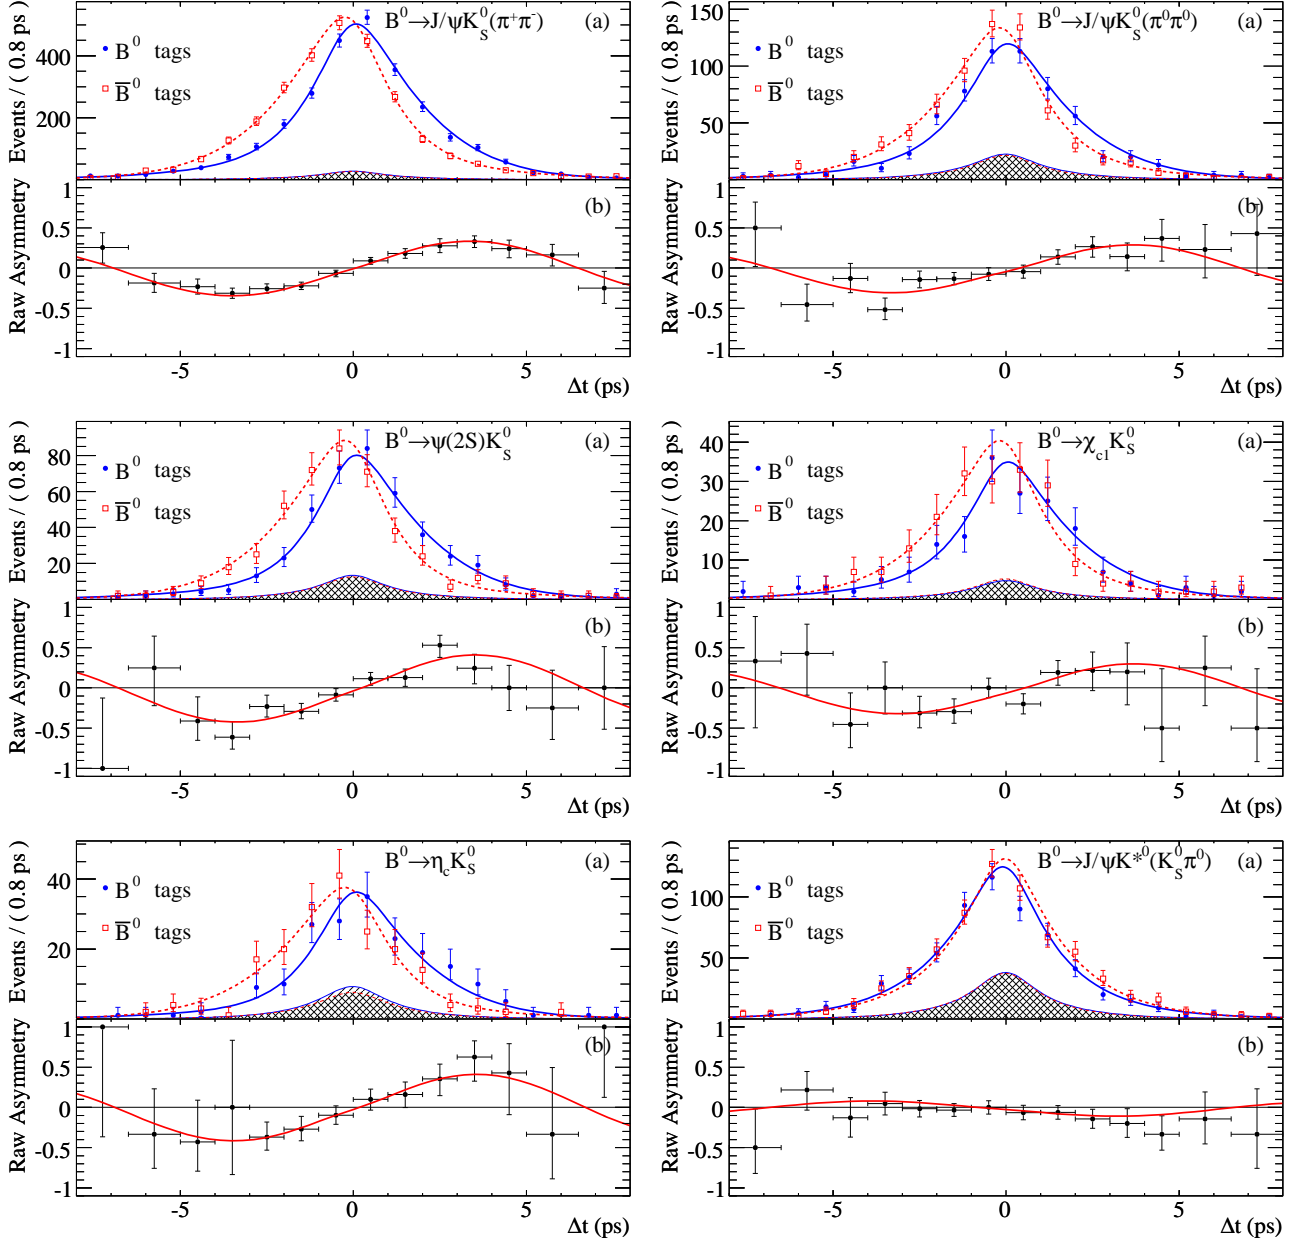 B⁰→J/ψK⁰S(π⁺π⁻) (a)
B⁰ tags
B̅⁰ tags
Events / ( 0.8 ps )
400
200
(b)
Raw Asymmetry
1
0.5
0
-0.5
-1
-5 0 5
Δt (ps)
B⁰→J/ψK⁰S(π⁰π⁰) (a)
B⁰ tags
B̅⁰ tags
Events / ( 0.8 ps )
150
100
50
(b)
Raw Asymmetry
1
0.5
0
-0.5
-1
-5 0 5
Δt (ps)
B⁰→ψ(2S)K⁰S (a)
B⁰ tags
B̅⁰ tags
Events / ( 0.8 ps )
80
60
40
20
(b)
Raw Asymmetry
1
0.5
0
-0.5
-1
-5 0 5
Δt (ps)
B⁰→χc1K⁰S (a)
B⁰ tags
B̅⁰ tags
Events / ( 0.8 ps )
40
30
20
10
(b)
Raw Asymmetry
1
0.5
0
-0.5
-1
-5 0 5
Δt (ps)
B⁰→ηcK⁰S (a)
B⁰ tags
B̅⁰ tags
Events / ( 0.8 ps )
40
20
(b)
Raw Asymmetry
1
0.5
0
-0.5
-1
-5 0 5
Δt (ps)
B⁰→J/ψK*⁰(K⁰Sπ⁰) (a)
B⁰ tags
B̅⁰ tags
Events / ( 0.8 ps )
100
50
(b)
Raw Asymmetry
1
0.5
0
-0.5
-1
-5 0 5
Δt (ps)